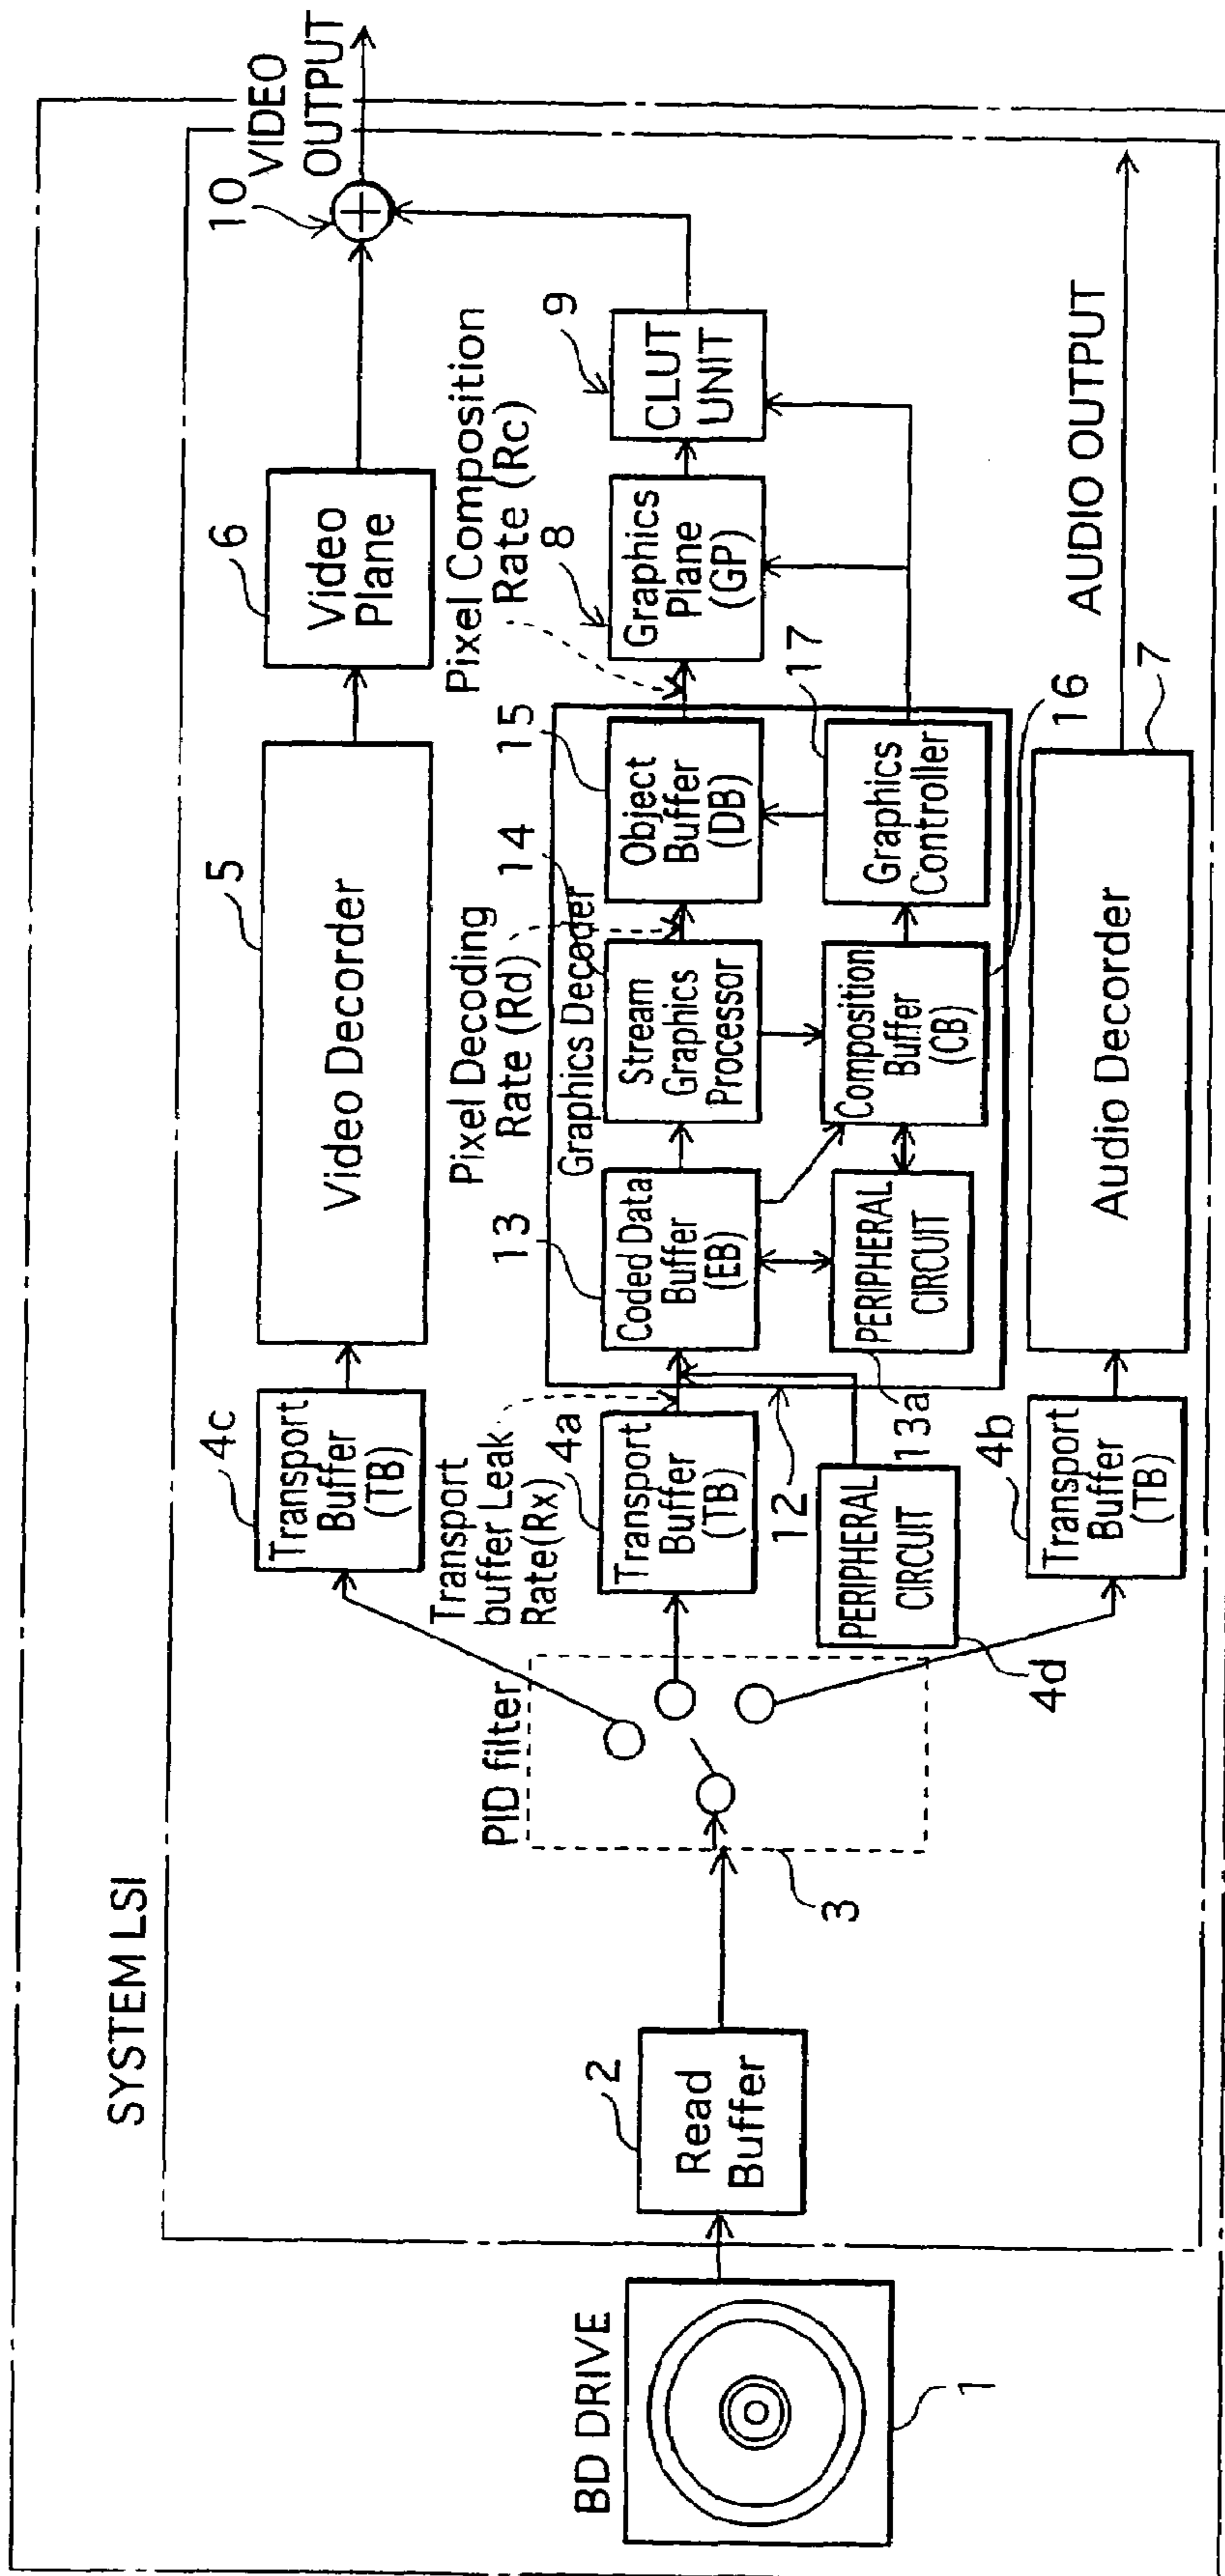 SYSTEM LSI
BD DRIVE
1
2
Read
Buffer
PID filter
3
4c
Transport
Buffer
(TB)
5
Video Decorder
6
Video
Plane
10
VIDEO
OUTPUT
Transport
buffer Leak
Rate(Rx)
4a
Transport
Buffer
(TB)
PERIPHERAL
CIRCUIT
4d
12
Pixel Decoding
Rate (Rd)
Graphics Decoder
13
Coded Data
Buffer
(EB)
14
Stream
Graphics
Processor
15
Object
Buffer
(DB)
PERIPHERAL
CIRCUIT
13a
Composition
Buffer
(CB)
16
Graphics
Controller
17
Pixel Composition
Rate (Rc)
8
Graphics
Plane
(GP)
9
CLUT
UNIT
4b
Transport
Buffer
(TB)
Audio Decorder
7
AUDIO OUTPUT